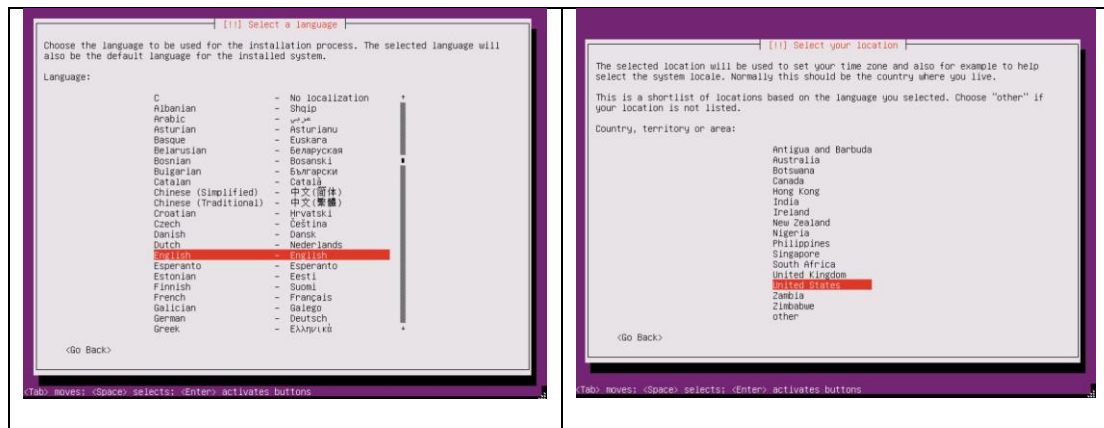 [!!] Select a language
Choose the language to be used for the installation process. The selected language will
also be the default language for the installed system.
Language:
C - No localization
Albanian - Shqip
Arabic - عربي
Asturian - Asturianu
Basque - Euskara
Belarusian - Беларуская
Bosnian - Bosanski
Bulgarian - Български
Catalan - Català
Chinese (Simplified) - 中文(简体)
Chinese (Traditional) - 中文(繁體)
Croatian - Hrvatski
Czech - Čeština
Danish - Dansk
Dutch - Nederlands
English - English
Esperanto - Esperanto
Estonian - Eesti
Finnish - Suomi
French - Français
Galician - Galego
German - Deutsch
Greek - Ελληνικά
<Go Back>
<Tab> moves; <Space> selects; <Enter> activates buttons
[!!] Select your location
The selected location will be used to set your time zone and also for example to help
select the system locale. Normally this should be the country where you live.
This is a shortlist of locations based on the language you selected. Choose "other" if
your location is not listed.
Country, territory or area:
Antigua and Barbuda
Australia
Botswana
Canada
Hong Kong
India
Ireland
New Zealand
Nigeria
Philippines
Singapore
South Africa
United Kingdom
United States
Zambia
Zimbabwe
other
<Go Back>
<Tab> moves; <Space> selects; <Enter> activates buttons